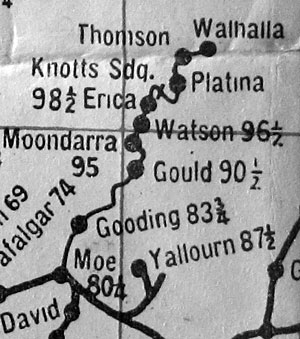 Thomson Walhalla
Knotts Sdg.
Platina
98½ Erica
Watson 96½
Moondarra
95
Gould 90½
69
afalgar 74
Gooding 83¾
Moe
80¼
Yallourn 87½
David